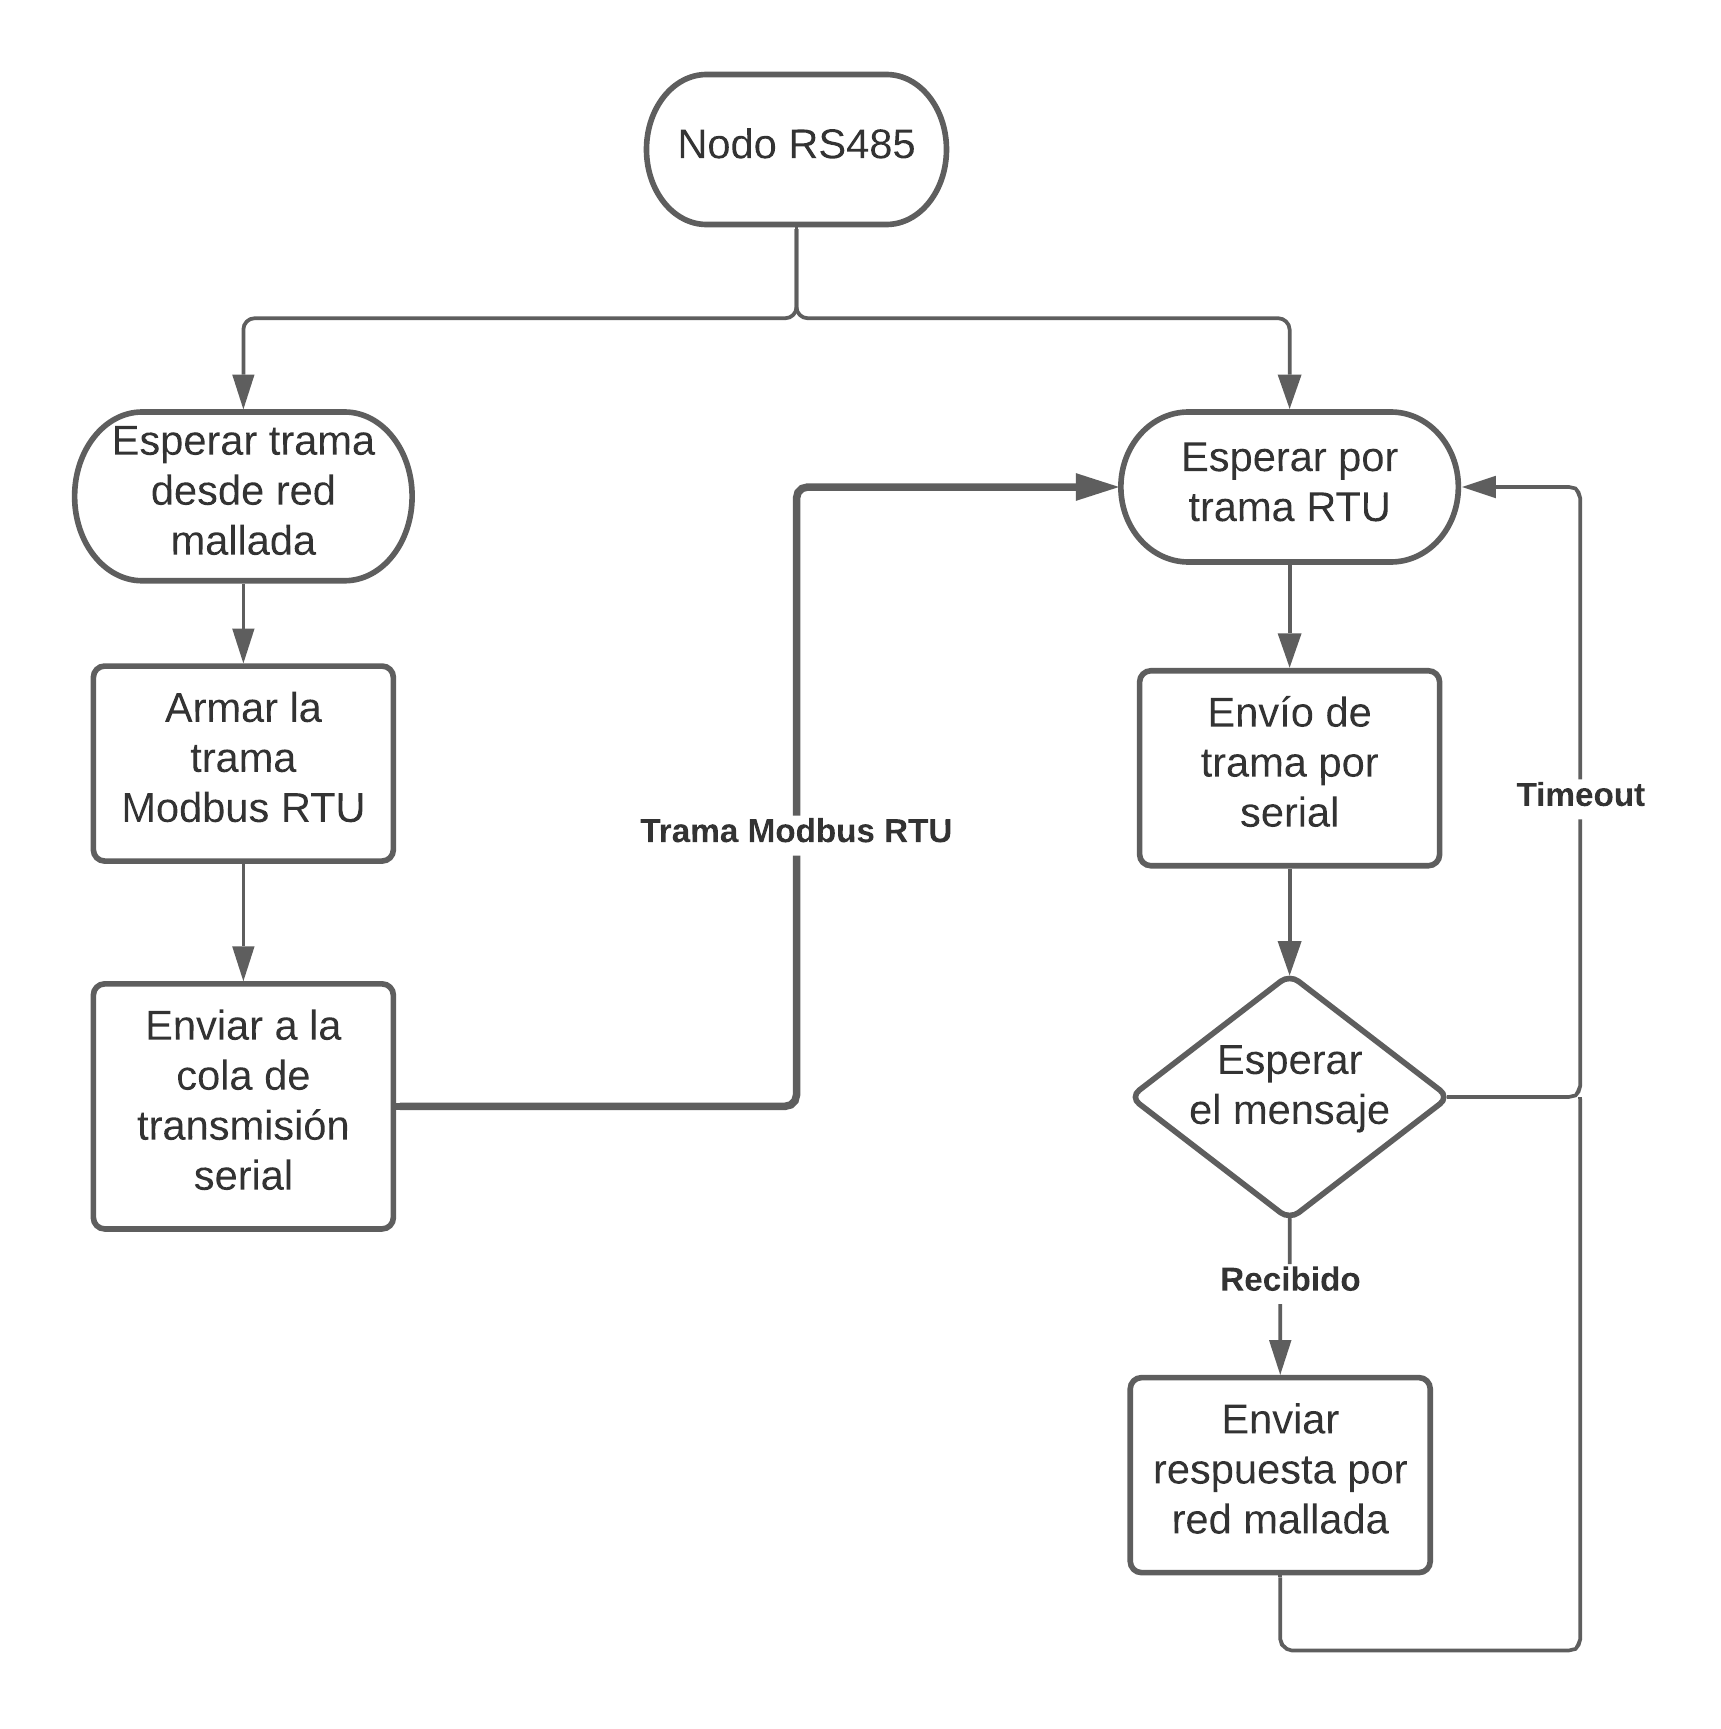 Nodo RS485
Esperar trama
desde red
mallada
Armar la
trama
Modbus RTU
Enviar a la
cola de
transmisión
serial
Trama Modbus RTU
Esperar por
trama RTU
Envío de
trama por
serial
Timeout
Esperar
el mensaje
Recibido
Enviar
respuesta por
red mallada